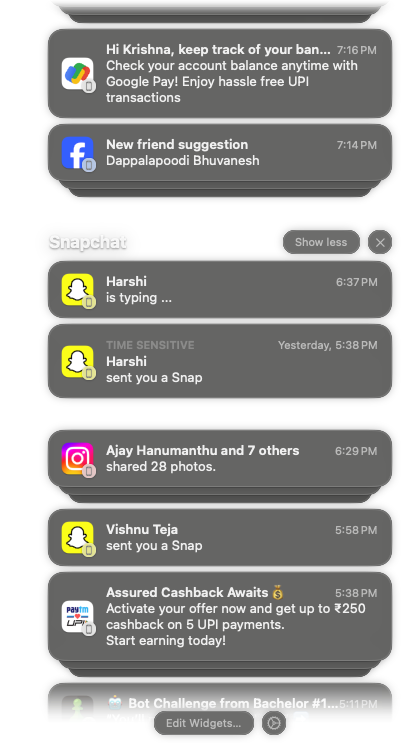 Hi Krishna, keep track of your ban... 7:16 PM
Check your account balance anytime with
Google Pay! Enjoy hassle free UPI
transactions
New friend suggestion 7:14 PM
Dappalapoodi Bhuvanesh
Snapchat Show less
Harshi 6:37 PM
is typing ...
TIME SENSITIVE Yesterday, 5:38 PM
Harshi
sent you a Snap
Ajay Hanumanthu and 7 others 6:29 PM
shared 28 photos.
Vishnu Teja 5:58 PM
sent you a Snap
Assured Cashback Awaits 💰 5:38 PM
paytm UPI
Activate your offer now and get up to ₹250
cashback on 5 UPI payments.
Start earning today!
Bot Challenge from Bachelor #1... 5:11 PM
Edit Widgets...